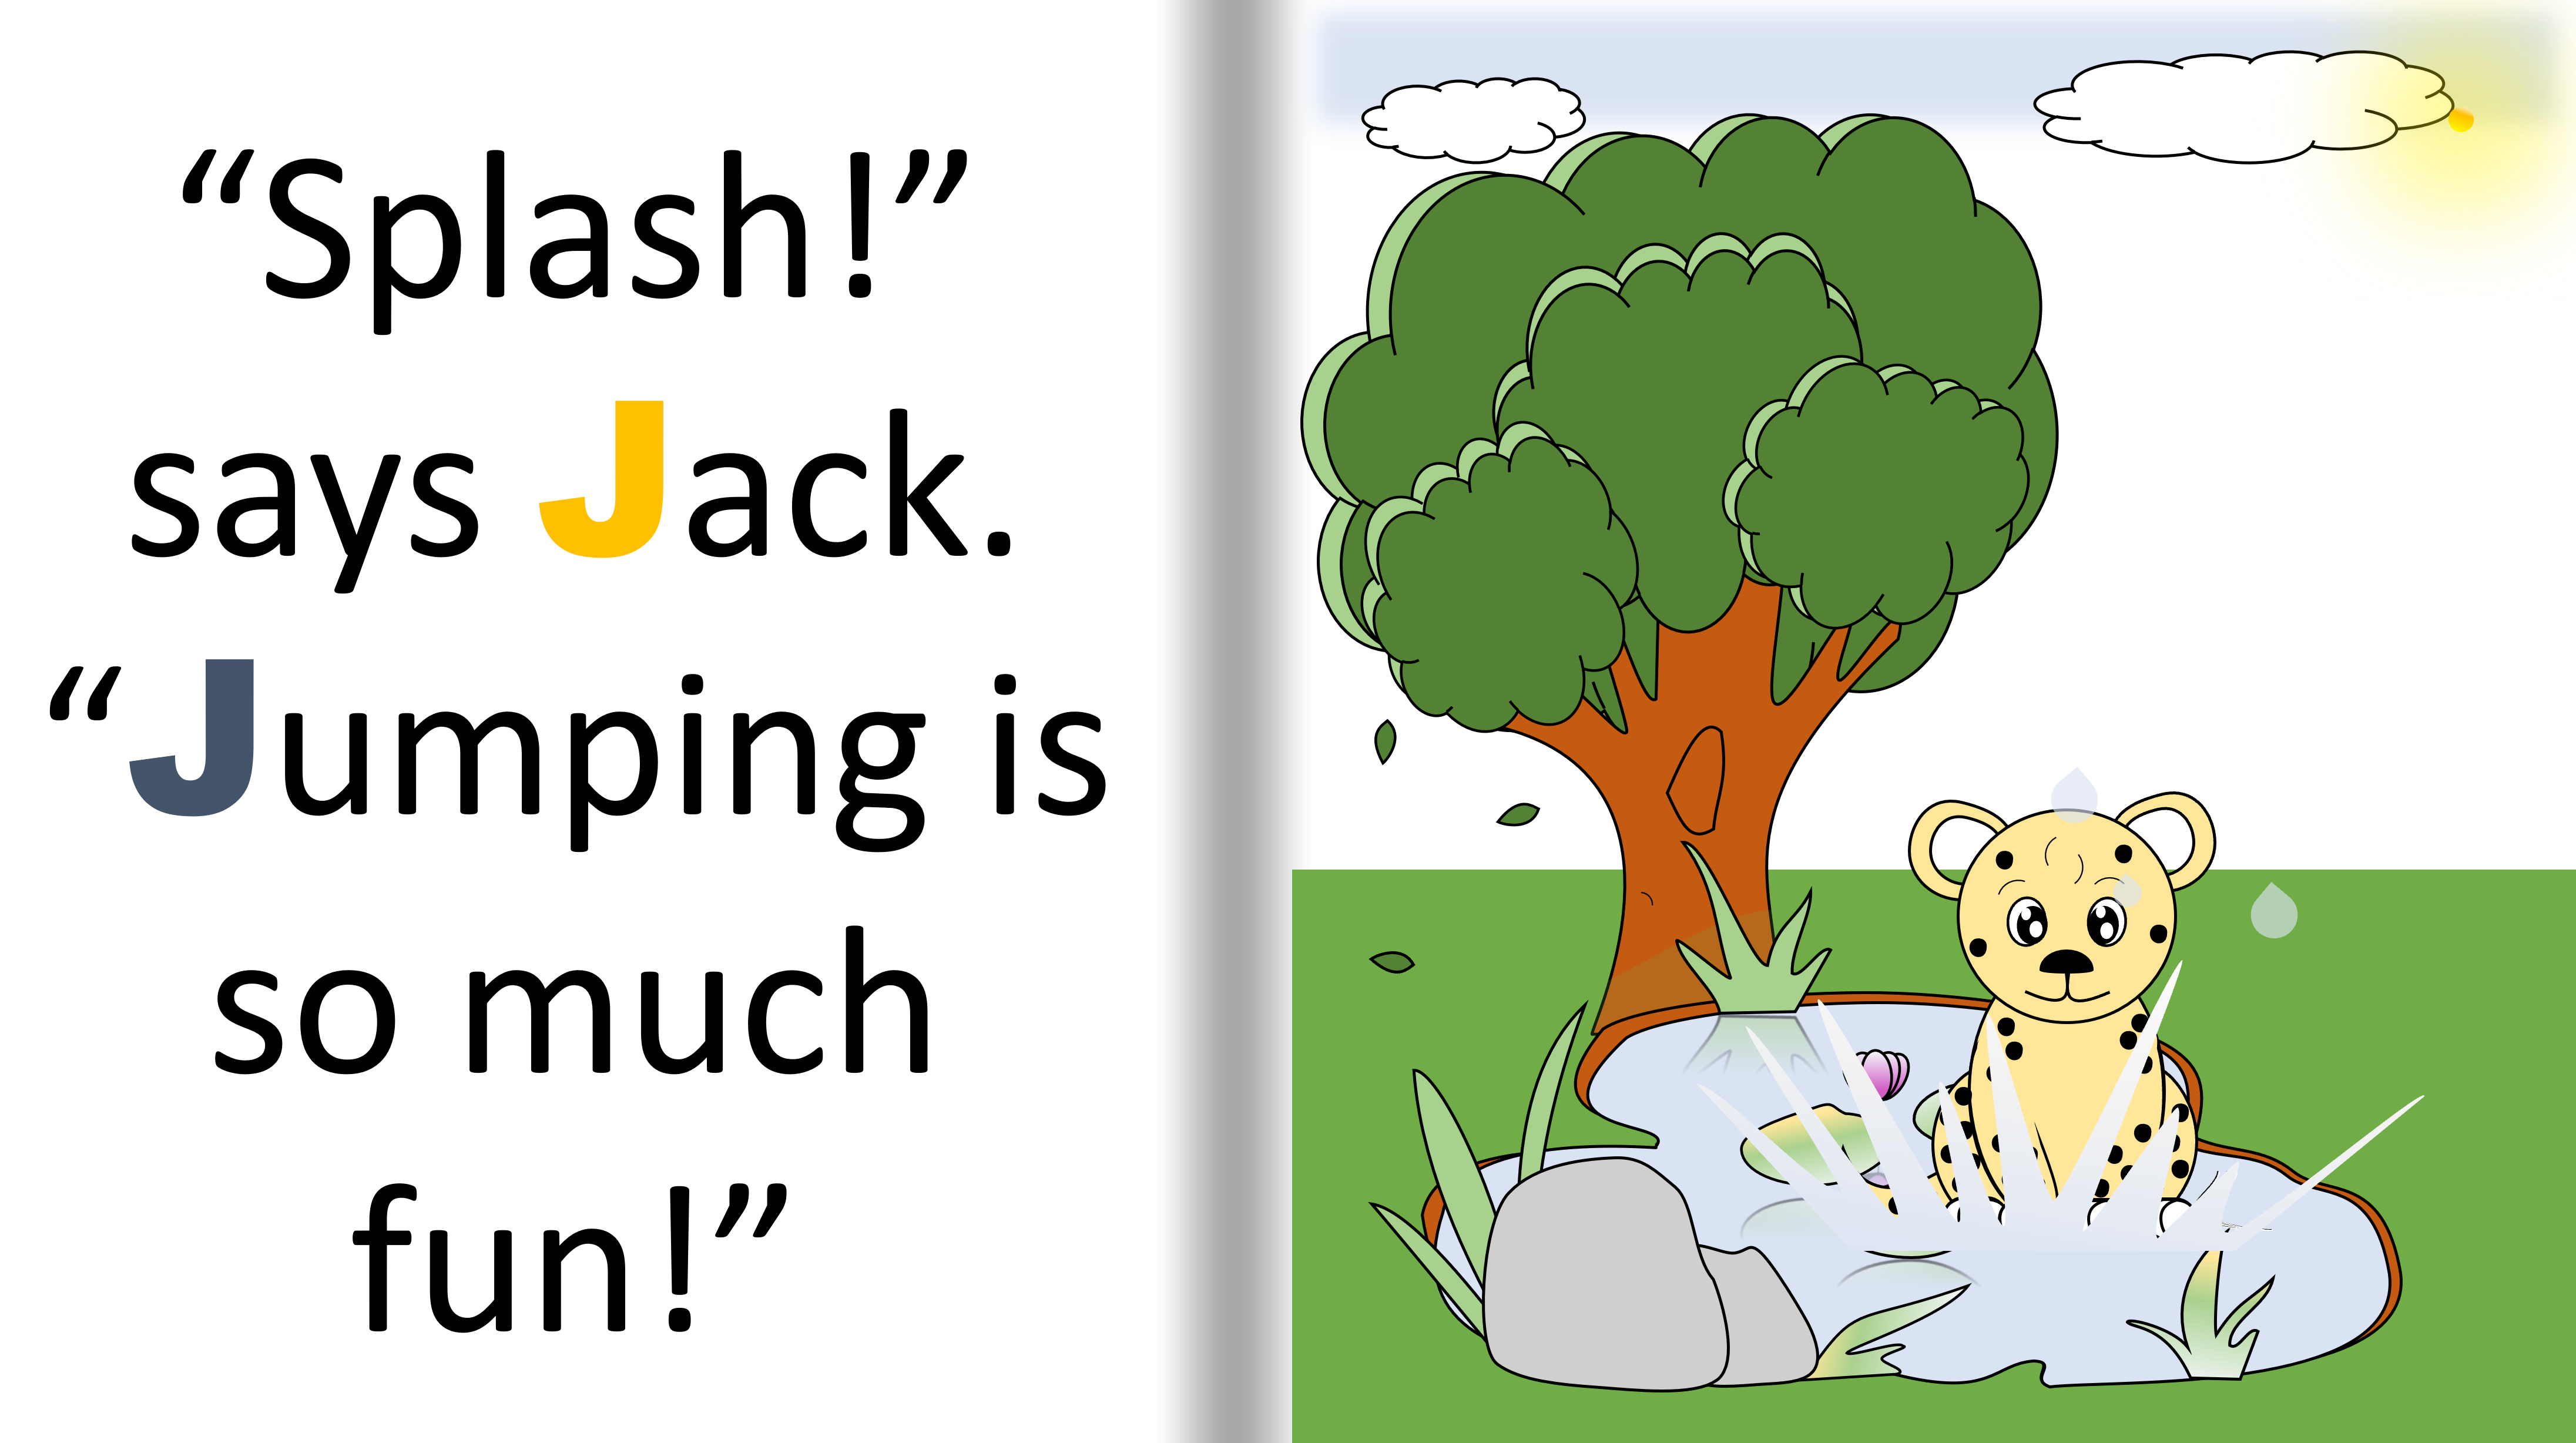 “Splash!”
says Jack.
“Jumping is
so much
fun!”